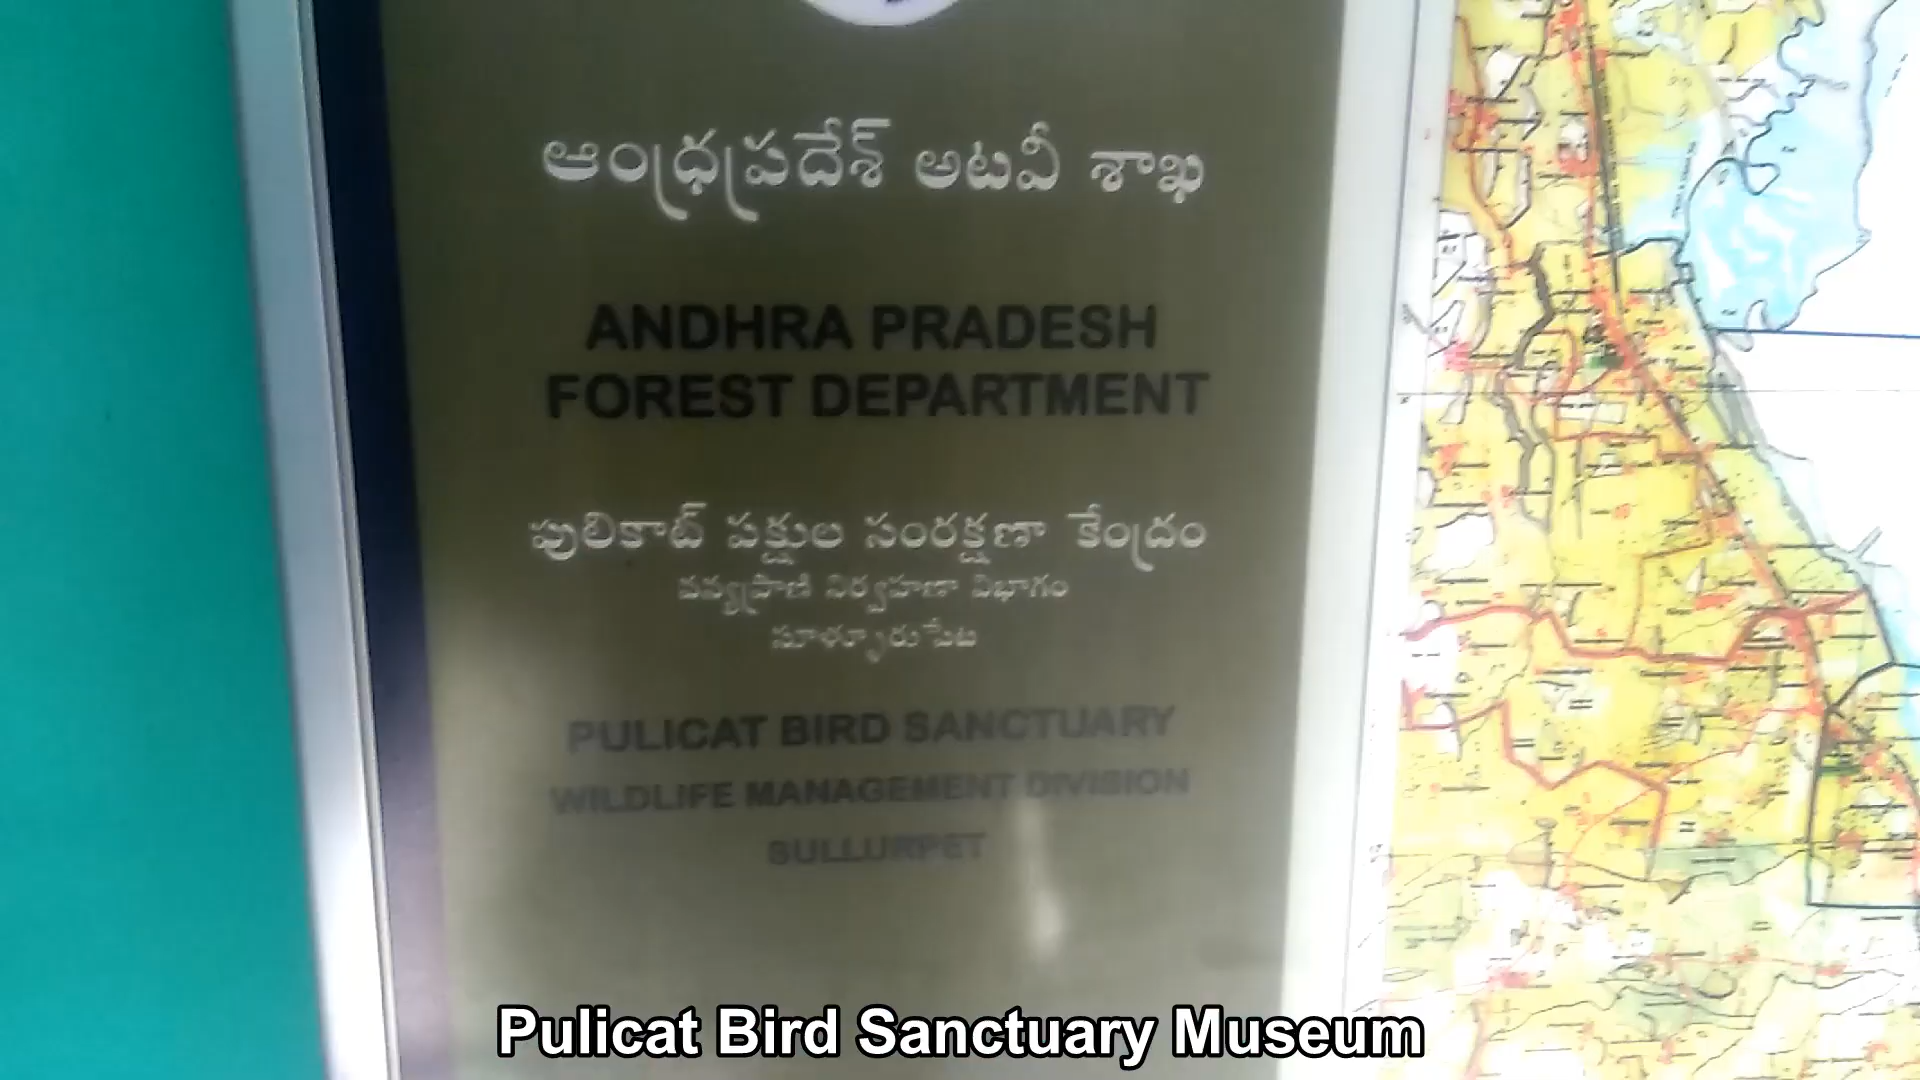 ఆంధ్రప్రదేశ్ అటవీ శాఖ
ANDHRA PRADESH
FOREST DEPARTMENT
పులికాట్ పక్షుల సంరక్షణా కేంద్రం
వన్యప్రాణి నిర్వహణా విభాగం
సూళ్ళూరుపేట
PULICAT BIRD SANCTUARY
WILDLIFE MANAGEMENT DIVISION
SULLURPET
Pulicat Bird Sanctuary Museum